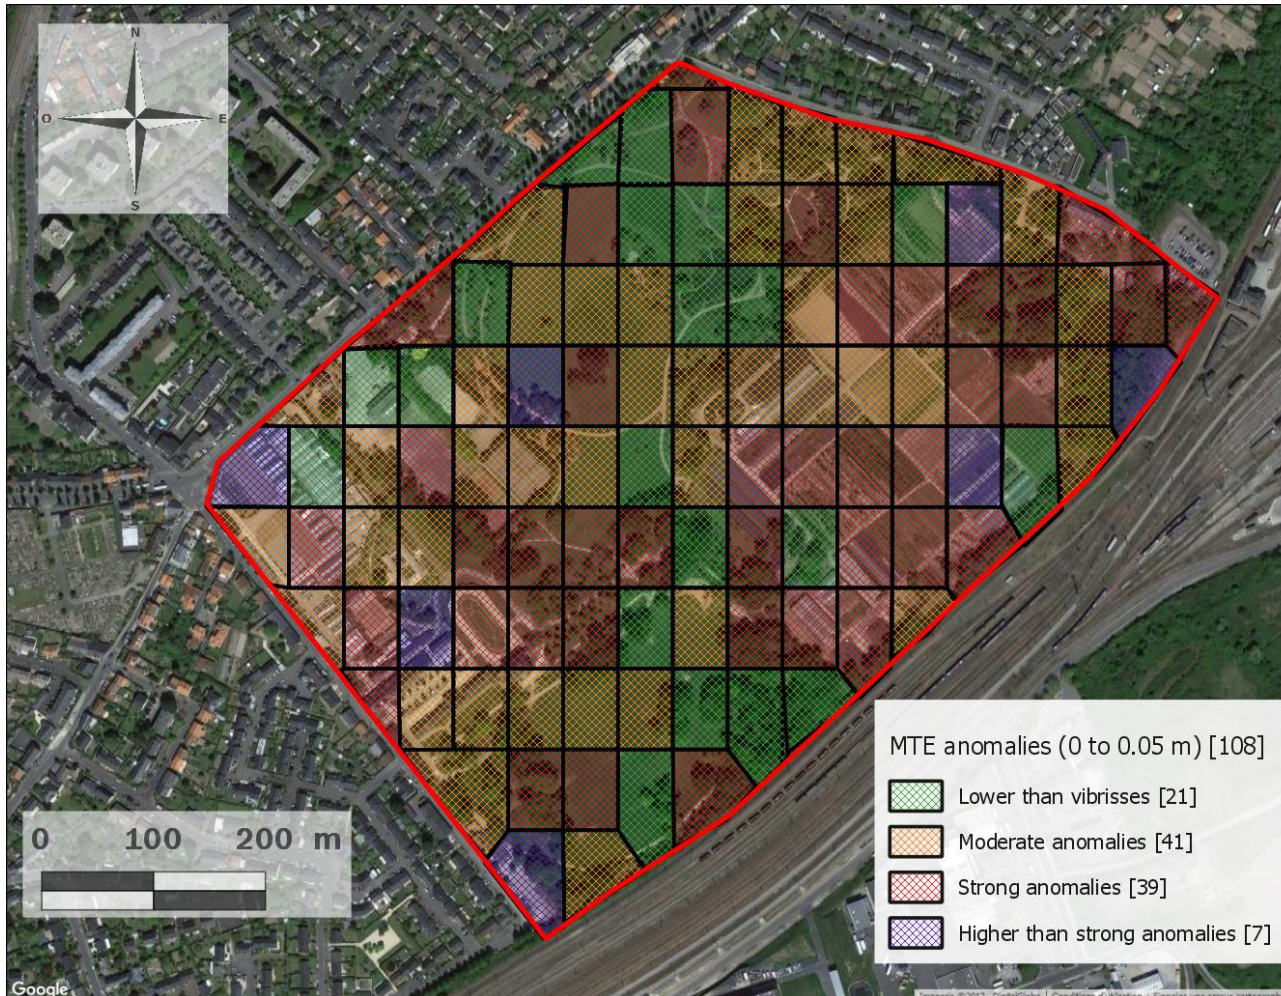 N
O
E
S
MTE anomalies (0 to 0.05 m) [108]
Lower than vibrisses [21]
Moderate anomalies [41]
Strong anomalies [39]
Higher than strong anomalies [7]
0 100 200 m
Google